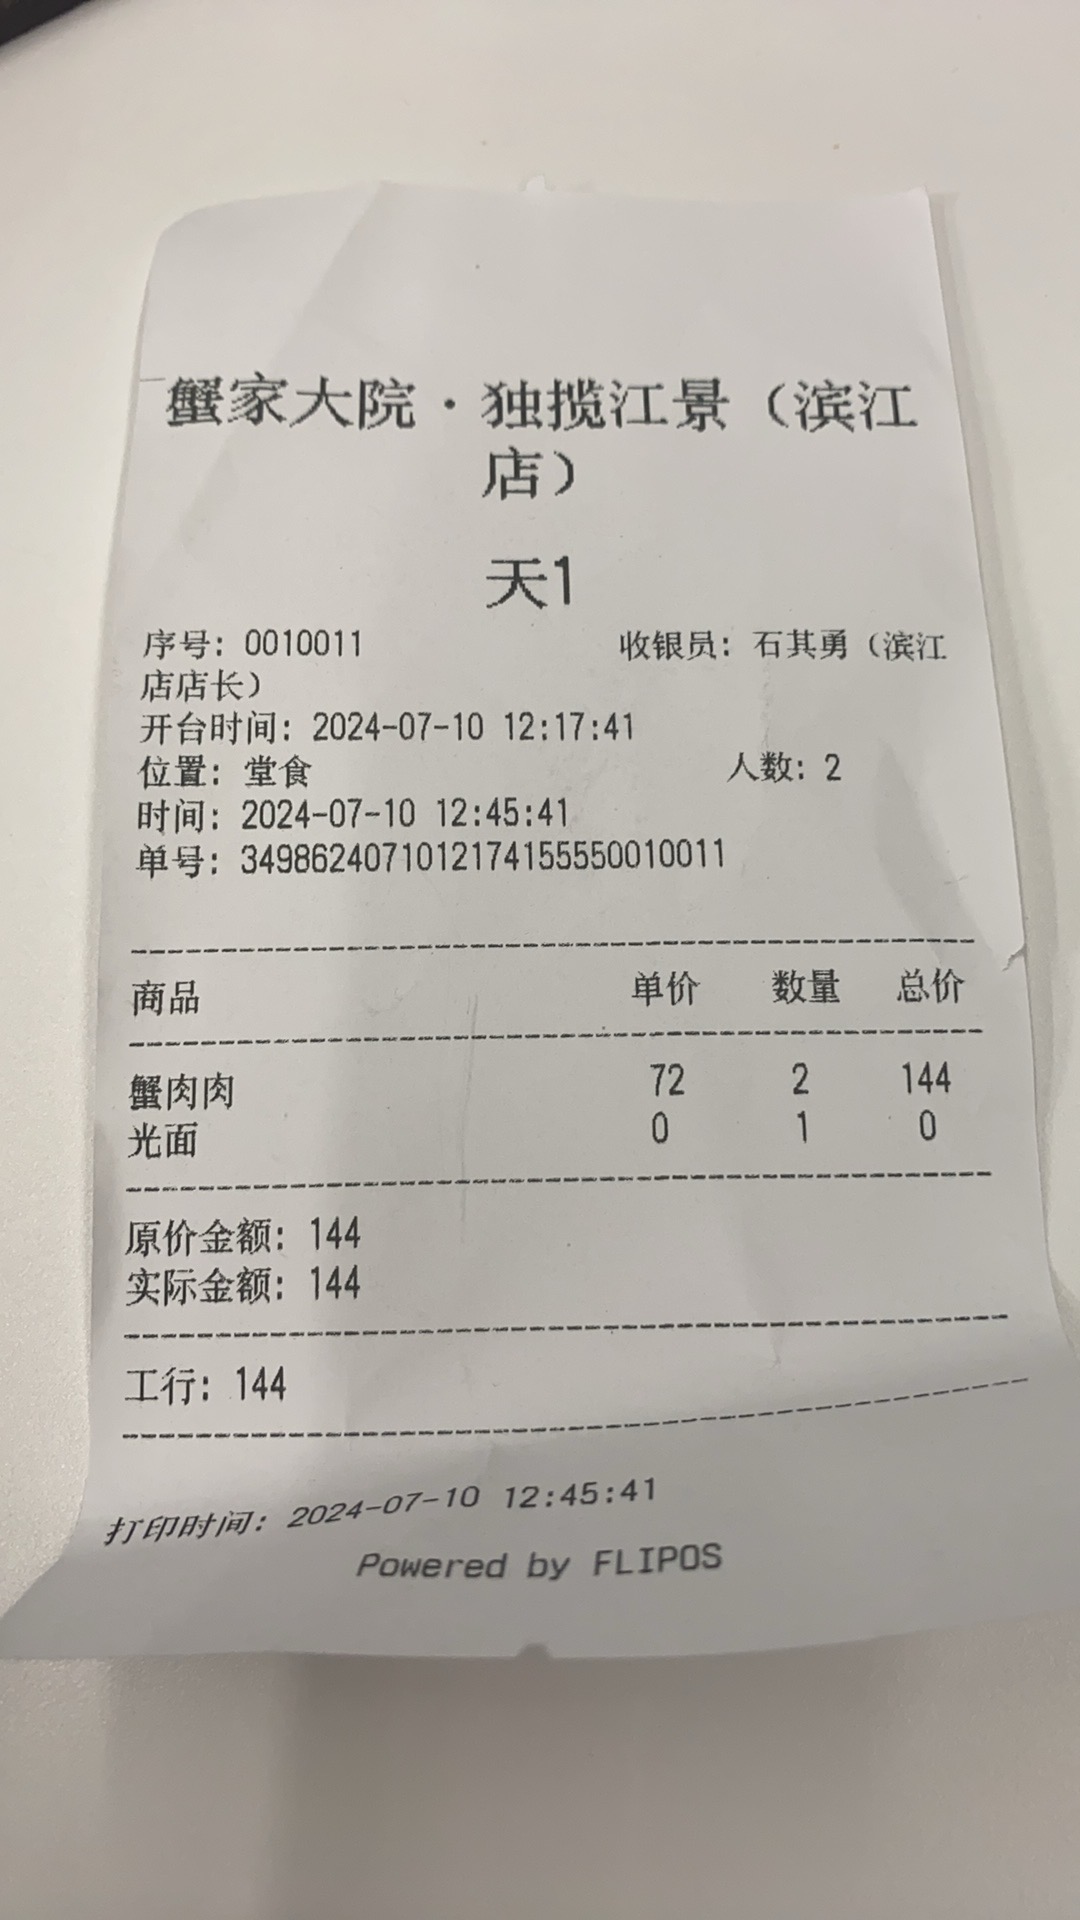 蟹家大院·独揽江景（滨江
店）
天1
序号: 0010011 收银员: 石其勇（滨江
店店长）
开台时间: 2024-07-10 12:17:41
位置: 堂食 人数: 2
时间: 2024-07-10 12:45:41
单号: 3498624071012174155550010011
商品 单价 数量 总价
蟹肉肉 72 2 144
光面 0 1 0
原价金额: 144
实际金额: 144
工行: 144
打印时间: 2024-07-10 12:45:41
Powered by FLIPOS